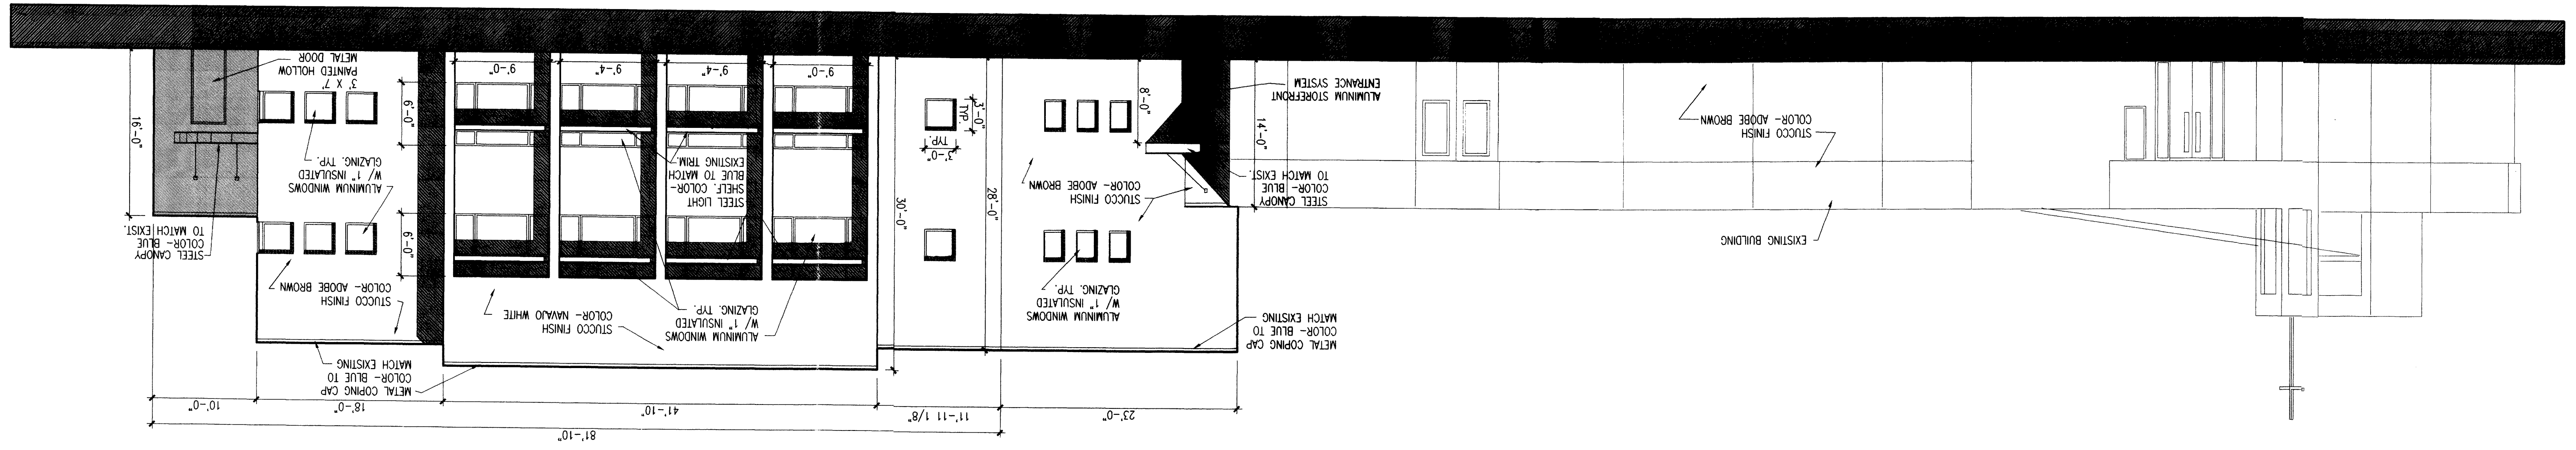 81'-10"
23'-0"
11'-11 1/8"
41'-10"
18'-0"
10'-0"
METAL COPING CAP
COLOR- BLUE TO
MATCH EXISTING
METAL COPING CAP
COLOR- BLUE TO
MATCH EXISTING
EXISTING BUILDING
STUCCO FINISH
COLOR- ADOBE BROWN
STEEL CANOPY
COLOR- BLUE
TO MATCH EXIST.
14'-0"
ALUMINUM STOREFRONT
ENTRANCE SYSTEM
8'-0"
ALUMINUM WINDOWS
W/ 1" INSULATED
GLAZING. TYP.
STUCCO FINISH
COLOR- ADOBE BROWN
28'-0"
30'-0"
3'-0"
TYP.
3'-0"
TYP.
ALUMINUM WINDOWS
W/ 1" INSULATED
GLAZING. TYP.
STUCCO FINISH
COLOR- NAVAJO WHITE
STEEL LIGHT
SHELF. COLOR-
BLUE TO MATCH
EXISTING TRIM.
9'-0"
9'-4"
9'-4"
9'-0"
6'-0"
6'-0"
STUCCO FINISH
COLOR- ADOBE BROWN
STEEL CANOPY
COLOR- BLUE
TO MATCH EXIST.
ALUMINUM WINDOWS
W/ 1" INSULATED
GLAZING. TYP.
16'-0"
3' X 7'
PAINTED HOLLOW
METAL DOOR